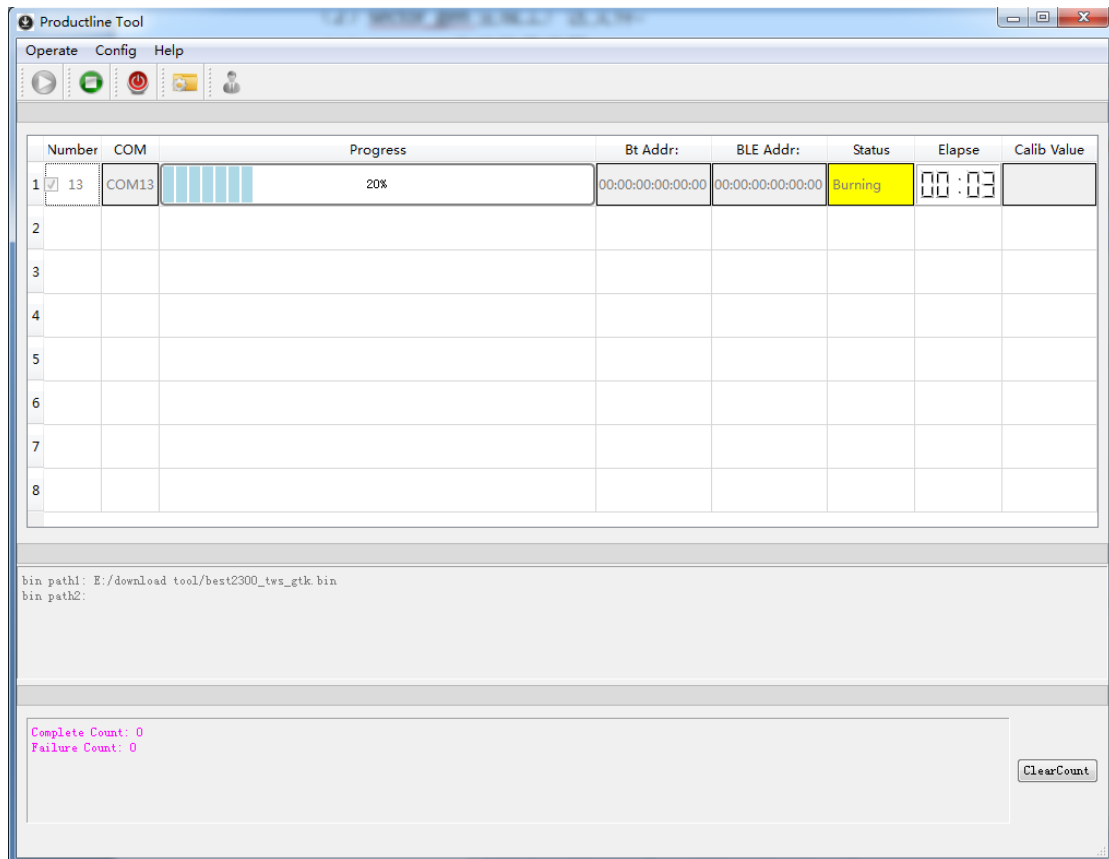 Productline Tool
Operate Config Help
Number COM Progress Bt Addr: BLE Addr: Status Elapse Calib Value
1 13 COM13 20% 00:00:00:00:00:00 00:00:00:00:00:00 Burning 00:03
2
3
4
5
6
7
8
bin path1: E:/download tool/best2300_tws_gtk.bin
bin path2:
Complete Count: 0
Failure Count: 0
ClearCount